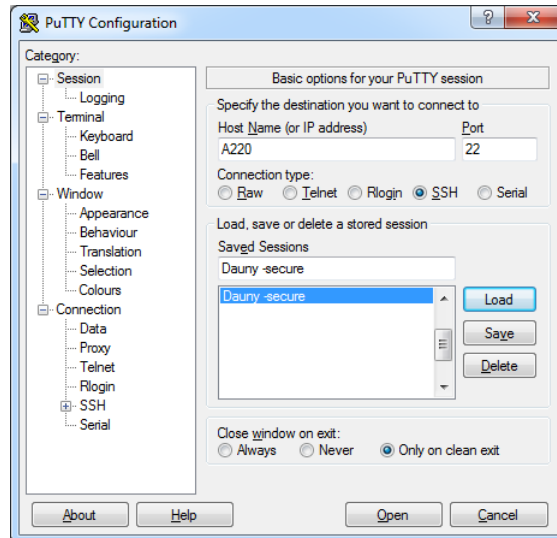 PuTTY Configuration
Category:
Session
Logging
Terminal
Keyboard
Bell
Features
Window
Appearance
Behaviour
Translation
Selection
Colours
Connection
Data
Proxy
Telnet
Rlogin
SSH
Serial
Basic options for your PuTTY session
Specify the destination you want to connect to
Host Name (or IP address) Port
A220 22
Connection type:
Raw Telnet Rlogin SSH Serial
Load, save or delete a stored session
Saved Sessions
Dauny -secure
Dauny -secure
Load
Save
Delete
Close window on exit:
Always Never Only on clean exit
About Help Open Cancel